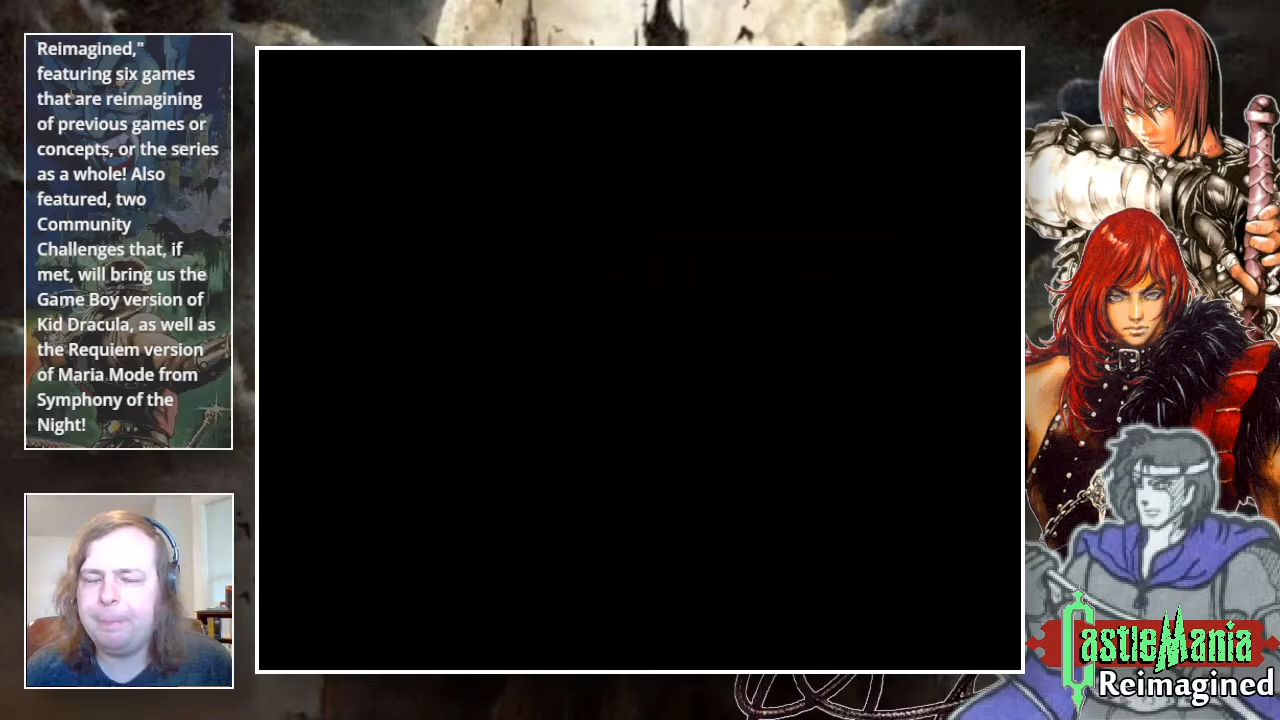 Reimagined,"
featuring six games
that are reimagining
of previous games or
concepts, or the series
as a whole! Also
featured, two
Community
Challenges that, if
met, will bring us the
Game Boy version of
Kid Dracula, as well as
the Requiem version
of Maria Mode from
Symphony of the
Night!
CastleMania
Reimagined